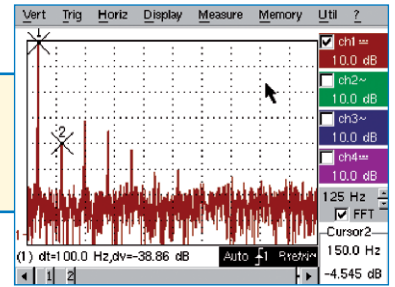 Vert Trig Horiz Display Measure Memory Util ?
1
ch1
10.0 dB
2
ch2~
10.0 dB
ch3~
10.0 dB
ch4
10.0 dB
125 Hz
FFT
1
Cursor2
150.0 Hz
-4.545 dB
(1) dt=100.0 Hz,dv=-38.86 dB
Auto 1
1 2